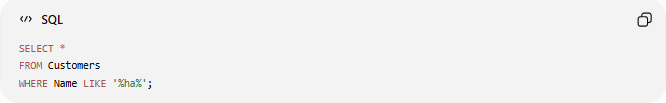 </> SQL
SELECT *
FROM Customers
WHERE Name LIKE '%ha%';